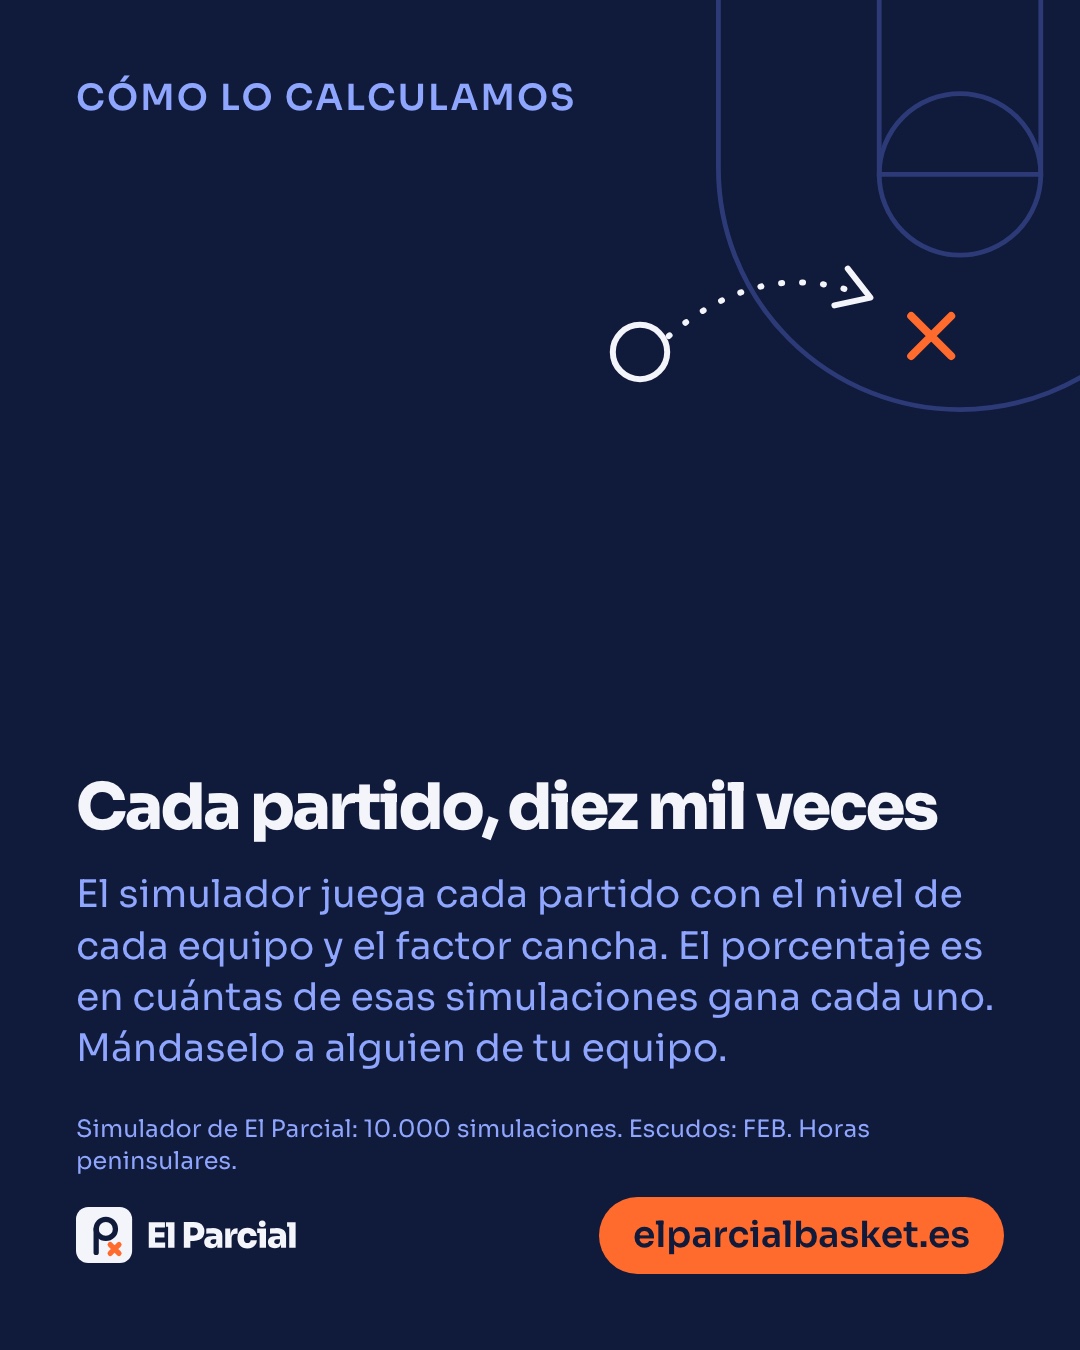 CÓMO LO CALCULAMOS
Cada partido, diez mil veces
El simulador juega cada partido con el nivel de
cada equipo y el factor cancha. El porcentaje es
en cuántas de esas simulaciones gana cada uno.
Mándaselo a alguien de tu equipo.
Simulador de El Parcial: 10.000 simulaciones. Escudos: FEB. Horas
peninsulares.
El Parcial
elparcialbasket.es